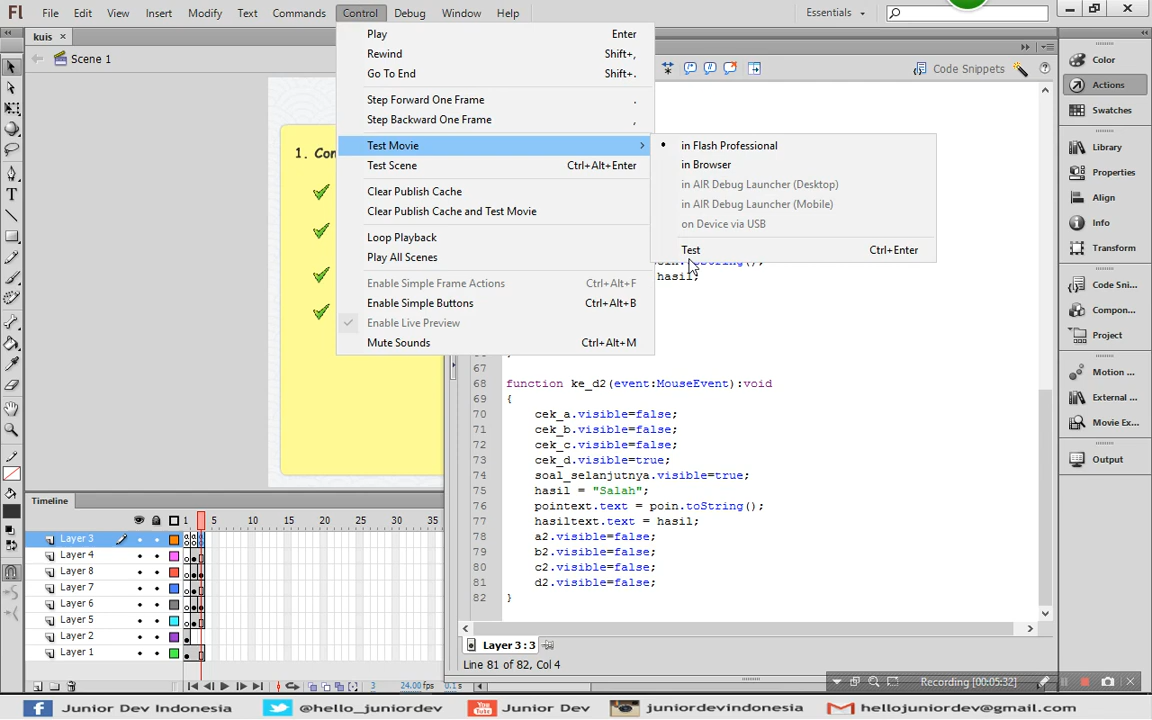 Fl File Edit View Insert Modify Text Commands Control Debug Window Help Essentials
kuis ×
Scene 1
Code Snippets
1. Con
Play Enter
Rewind Shift+,
Go To End Shift+.
Step Forward One Frame .
Step Backward One Frame ,
Test Movie
Test Scene Ctrl+Alt+Enter
Clear Publish Cache
Clear Publish Cache and Test Movie
Loop Playback
Play All Scenes
Enable Simple Frame Actions Ctrl+Alt+F
Enable Simple Buttons Ctrl+Alt+B
Enable Live Preview
Mute Sounds Ctrl+Alt+M
in Flash Professional
in Browser
in AIR Debug Launcher (Desktop)
in AIR Debug Launcher (Mobile)
on Device via USB
Test Ctrl+Enter
hasil;
67
68 function ke_d2(event:MouseEvent):void
69 {
70 cek_a.visible=false;
71 cek_b.visible=false;
72 cek_c.visible=false;
73 cek_d.visible=true;
74 soal_selanjutnya.visible=true;
75 hasil = "Salah";
76 pointext.text = poin.toString();
77 hasiltext.text = hasil;
78 a2.visible=false;
79 b2.visible=false;
80 c2.visible=false;
81 d2.visible=false;
82 }
Layer 3 : 3
Line 81 of 82, Col 4
Color
Actions
Swatches
Library
Properties
Align
Info
Transform
Code Sni...
Compon...
Project
Motion ...
External ...
Movie Ex...
Output
Timeline
1 5 10 15 20 25 30 35
Layer 3
Layer 4
Layer 8
Layer 7
Layer 6
Layer 5
Layer 2
Layer 1
3 24.00 fps 0.1 s
Recording [00:05:32]
Junior Dev Indonesia @hello_juniordev You Tube Junior Dev juniordevindonesia hellojuniordev@gmail.com